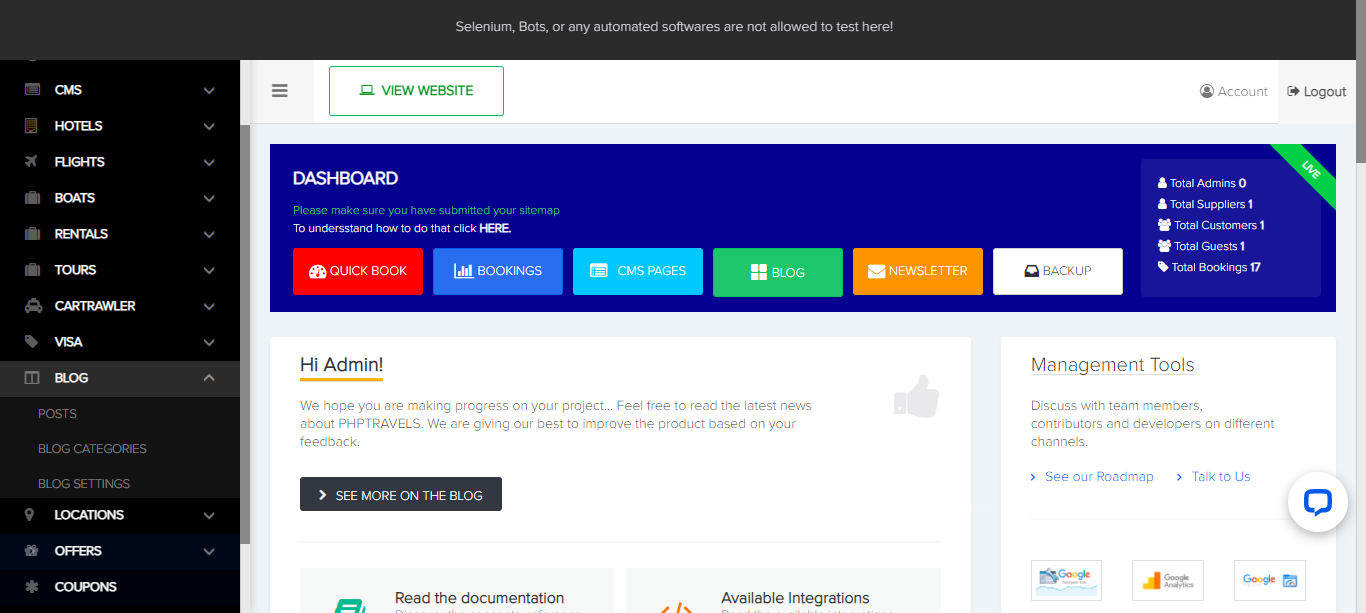 Selenium, Bots, or any automated softwares are not allowed to test here!
CMS
HOTELS
FLIGHTS
BOATS
RENTALS
TOURS
CARTRAWLER
VISA
BLOG
POSTS
BLOG CATEGORIES
BLOG SETTINGS
LOCATIONS
OFFERS
COUPONS
VIEW WEBSITE
Account
Logout
DASHBOARD
Please make sure you have submitted your sitemap
To undersstand how to do that click HERE.
QUICK BOOK
BOOKINGS
CMS PAGES
BLOG
NEWSLETTER
BACKUP
LIVE
Total Admins 0
Total Suppliers 1
Total Customers 1
Total Guests 1
Total Bookings 17
Hi Admin!
We hope you are making progress on your project... Feel free to read the latest news
about PHPTRAVELS. We are giving our best to improve the product based on your
feedback.
SEE MORE ON THE BLOG
Read the documentation
Available Integrations
Management Tools
Discuss with team members,
contributors and developers on different
channels.
See our Roadmap
Talk to Us
Google
Google
Analytics
Google